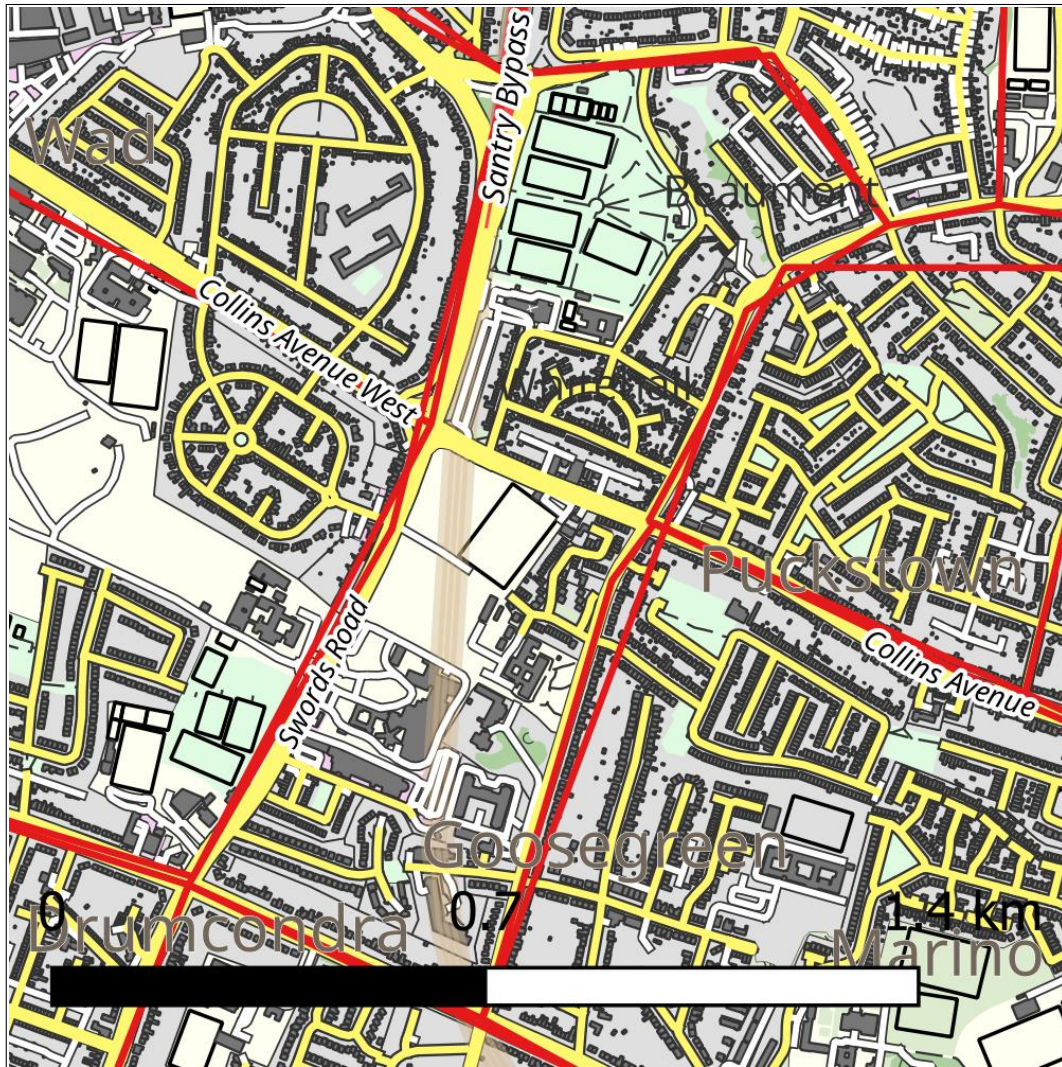 Santry Bypass
Wad
Beaumont
Collins Avenue West
Whitehall
Puckstown
Swords Road
Collins Avenue
Goosegreen
0 0.7 1.4 km
Drumcondra
Marino